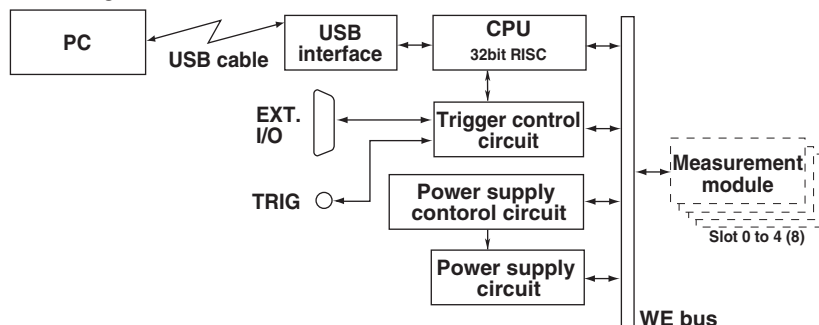 PC
USB cable
USB
interface
CPU
32bit RISC
EXT.
I/O
Trigger control
circuit
TRIG
Power supply
contorol circuit
Power supply
circuit
Measurement
module
Slot 0 to 4 (8)
WE bus